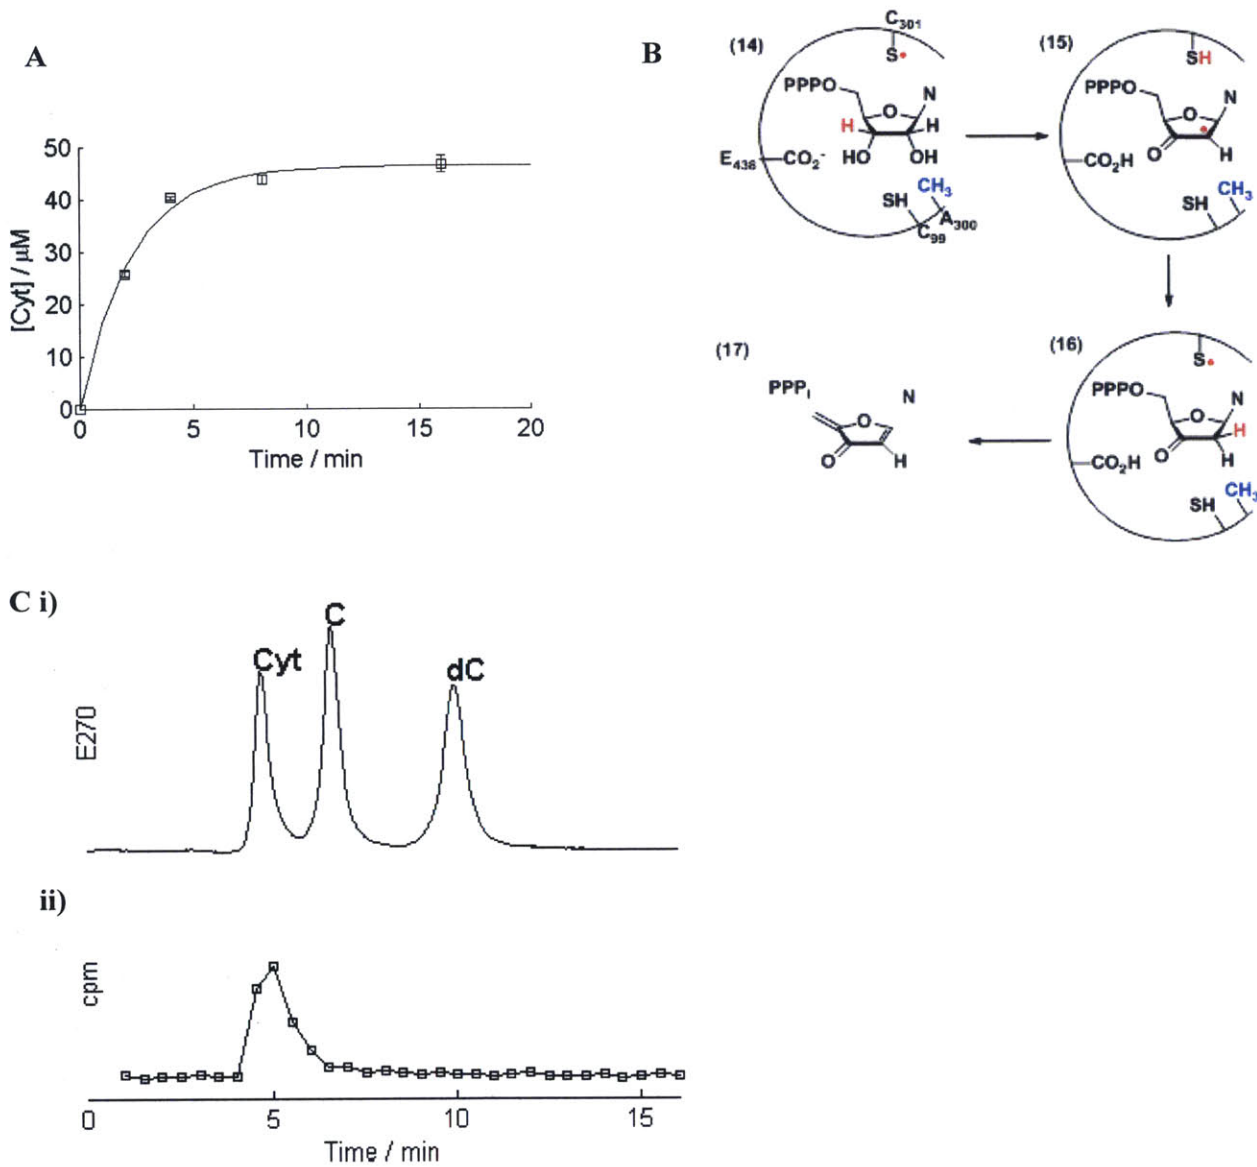 A
[Cyt] / µM
50
40
30
20
10
0
0 5 10 15 20
Time / min
B
(14)
C301
S•
PPPO
O
N
H
H
HO OH
E436
CO2-
CH3
SH
A300
C99
(15)
SH
PPPO
O
N
O
H
CO2H
CH3
SH
(16)
S•
PPPO
O
N
H
O
H
CO2H
CH3
SH
(17)
PPPi
N
O
O
H
C i)
E270
Cyt
C
dC
ii)
cpm
0 5 10 15
Time / min